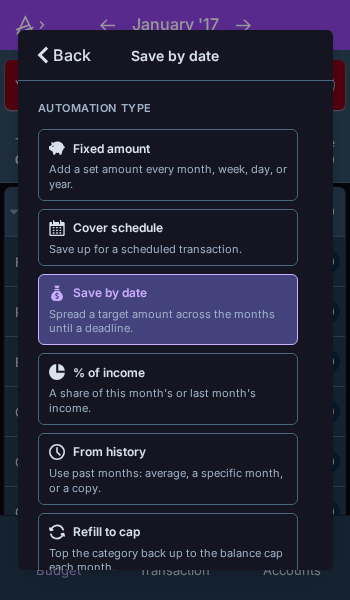 January '17
Back
Save by date
AUTOMATION TYPE
Fixed amount
Add a set amount every month, week, day, or
year.
Cover schedule
Save up for a scheduled transaction.
Save by date
Spread a target amount across the months
until a deadline.
% of income
A share of this month's or last month's
income.
From history
Use past months: average, a specific month,
or a copy.
Refill to cap
Top the category back up to the balance cap
each month.
Budget
Transaction
Accounts